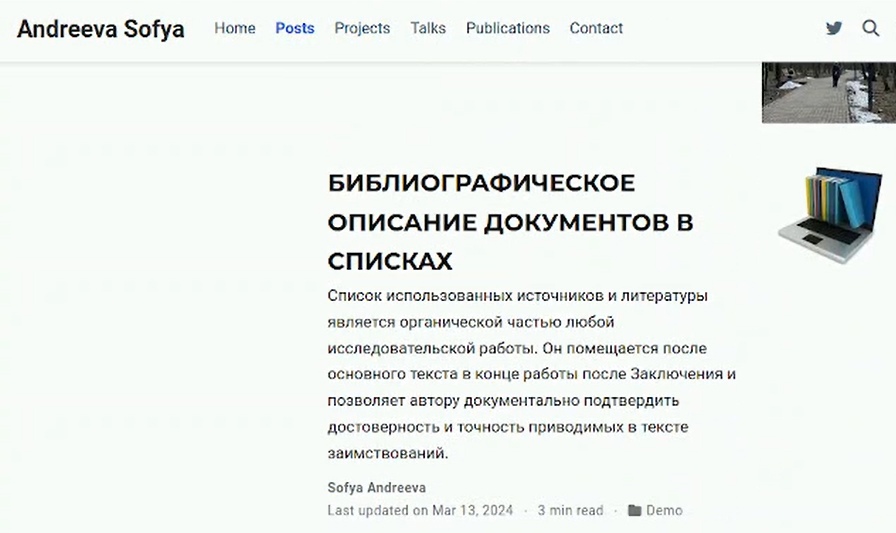 Andreeva Sofya Home Posts Projects Talks Publications Contact
БИБЛИОГРАФИЧЕСКОЕ
ОПИСАНИЕ ДОКУМЕНТОВ В
СПИСКАХ
Список использованных источников и литературы
является органической частью любой
исследовательской работы. Он помещается после
основного текста в конце работы после Заключения и
позволяет автору документально подтвердить
достоверность и точность приводимых в тексте
заимствований.
Sofya Andreeva
Last updated on Mar 13, 2024 · 3 min read · Demo